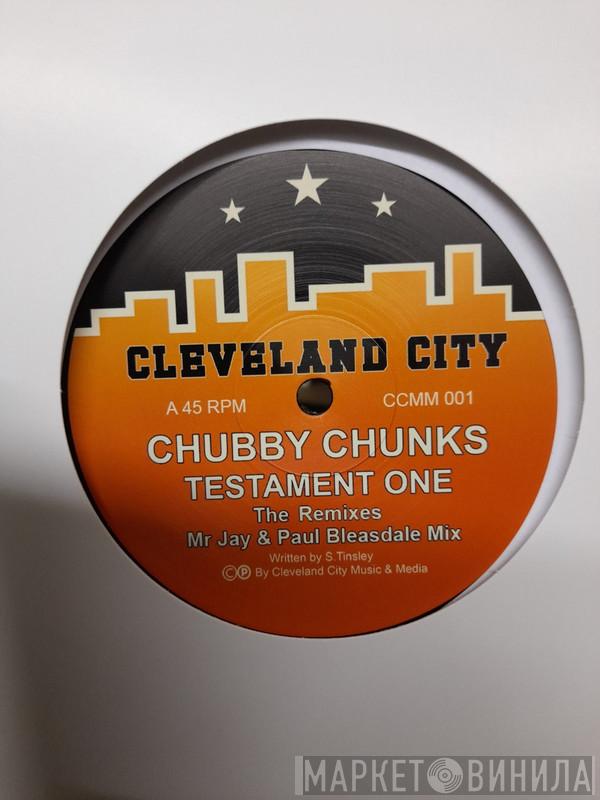 CLEVELAND CITY
A 45 RPM CCMM 001
CHUBBY CHUNKS
TESTAMENT ONE
The Remixes
Mr Jay & Paul Bleasdale Mix
Written by S.Tinsley
©℗ By Cleveland City Music & Media
МАРКЕТ ВИНИЛА